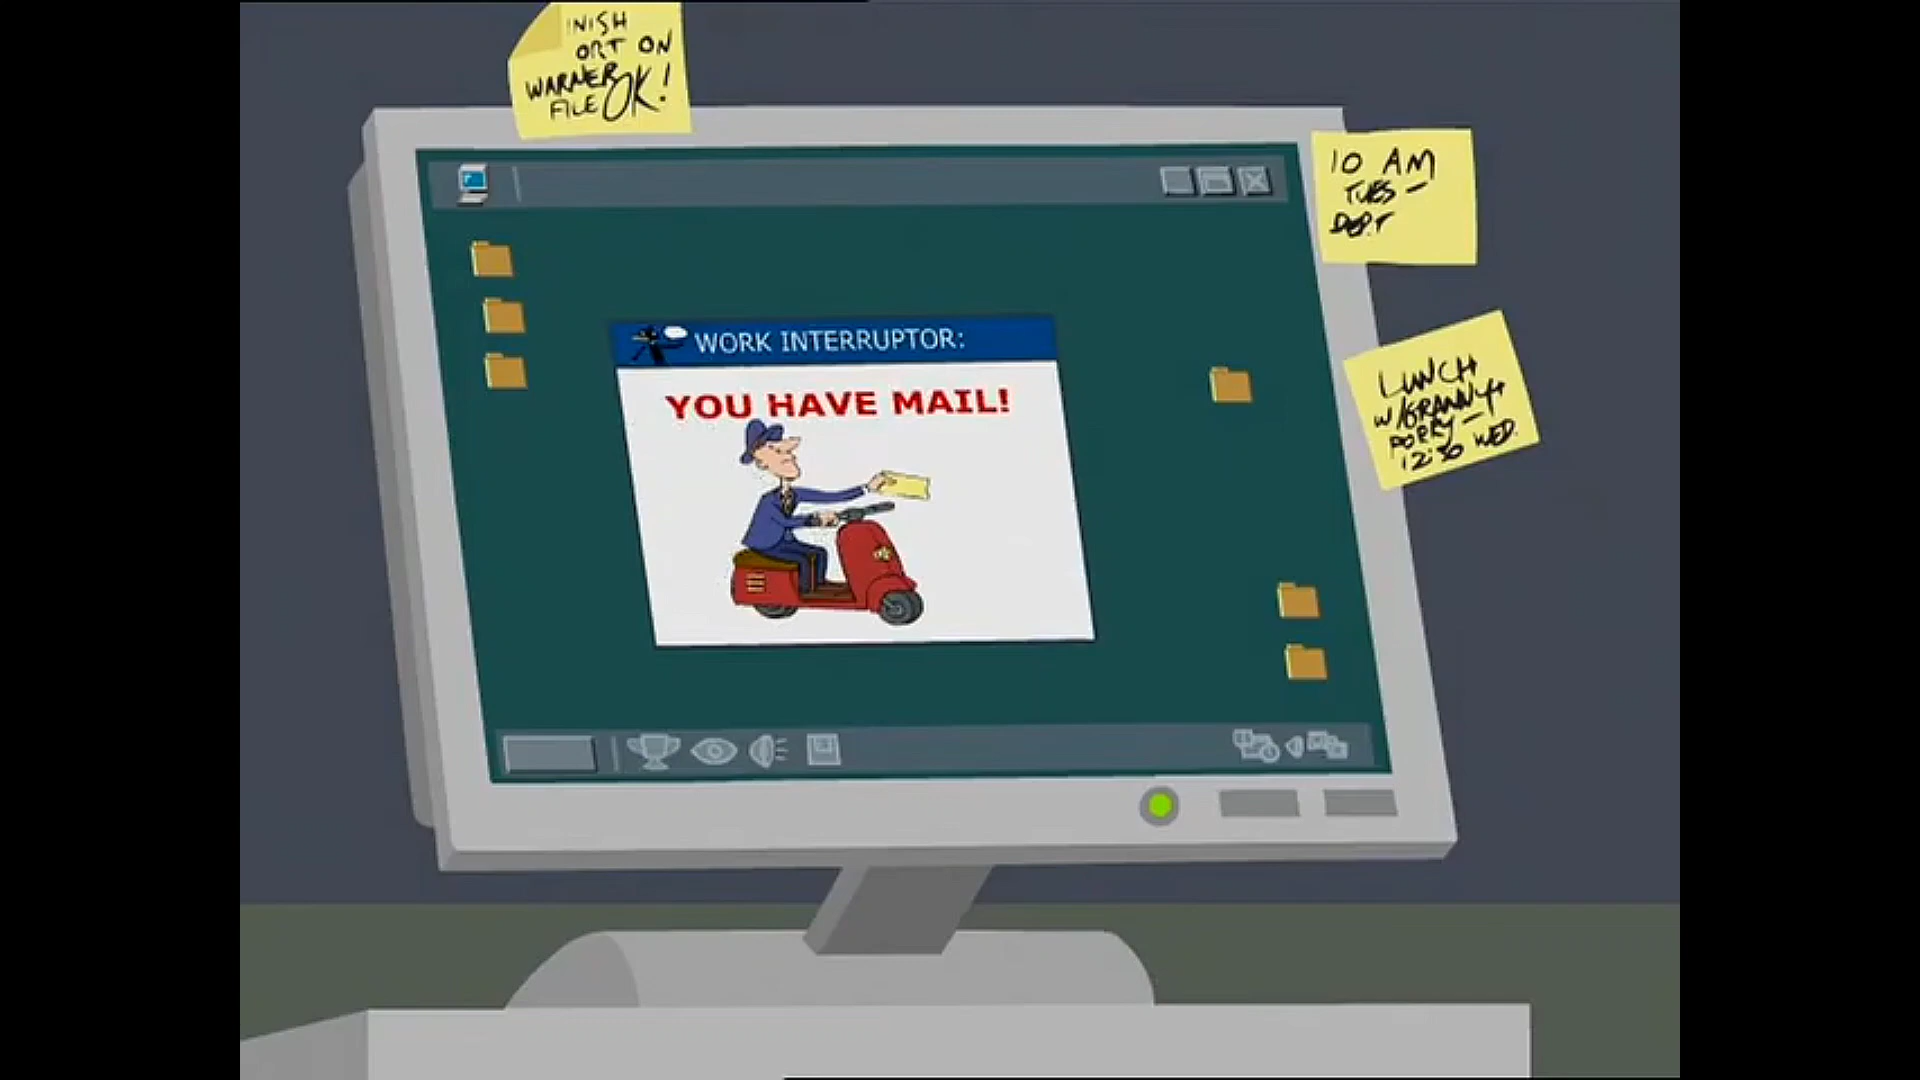 INISH
ORT ON
WARNER
FILE OK!
10 AM
TUES —
DEPT
WORK INTERRUPTOR:
YOU HAVE MAIL!
LUNCH
W/GRANNY +
POPPY —
12:30 WED.